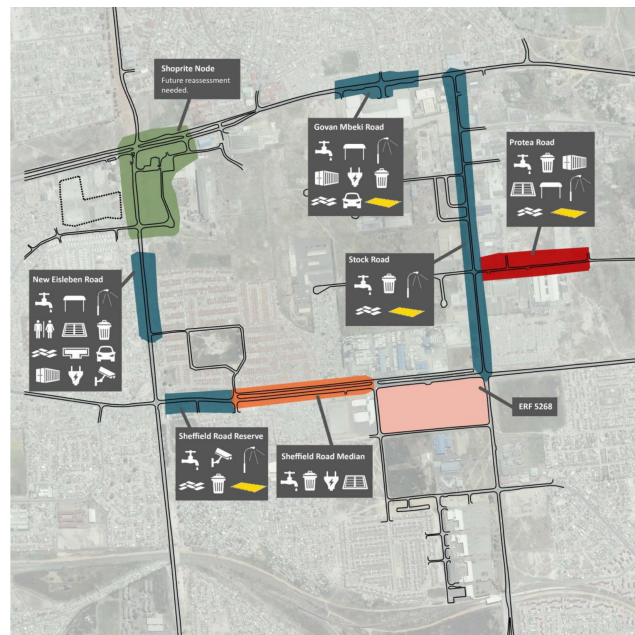 Shoprite Node
Future reassessment
needed.
Govan Mbeki Road
Protea Road
Stock Road
New Eisleben Road
ERF 5268
Sheffield Road Reserve
Sheffield Road Median